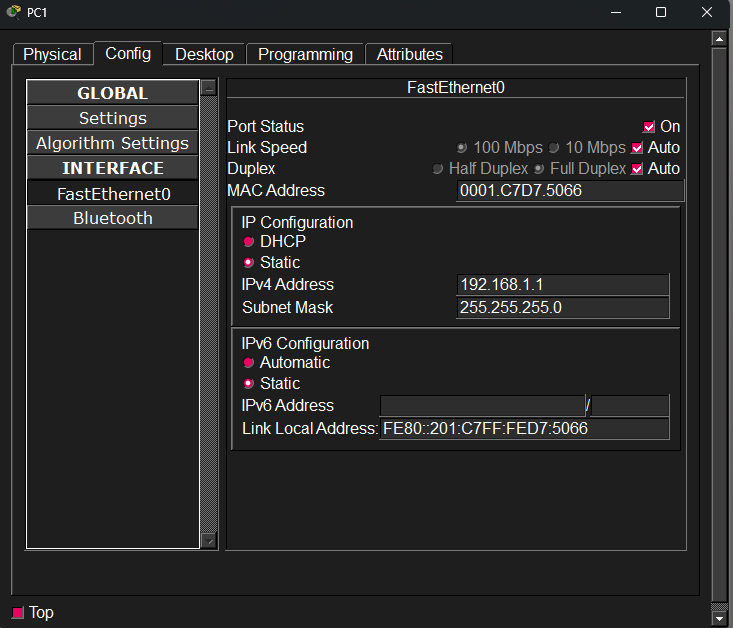 PC1
Physical Config Desktop Programming Attributes
GLOBAL
Settings
Algorithm Settings
INTERFACE
FastEthernet0
Bluetooth
FastEthernet0
Port Status On
Link Speed 100 Mbps 10 Mbps Auto
Duplex Half Duplex Full Duplex Auto
MAC Address 0001.C7D7.5066
IP Configuration
DHCP
Static
IPv4 Address 192.168.1.1
Subnet Mask 255.255.255.0
IPv6 Configuration
Automatic
Static
IPv6 Address /
Link Local Address: FE80::201:C7FF:FED7:5066
Top